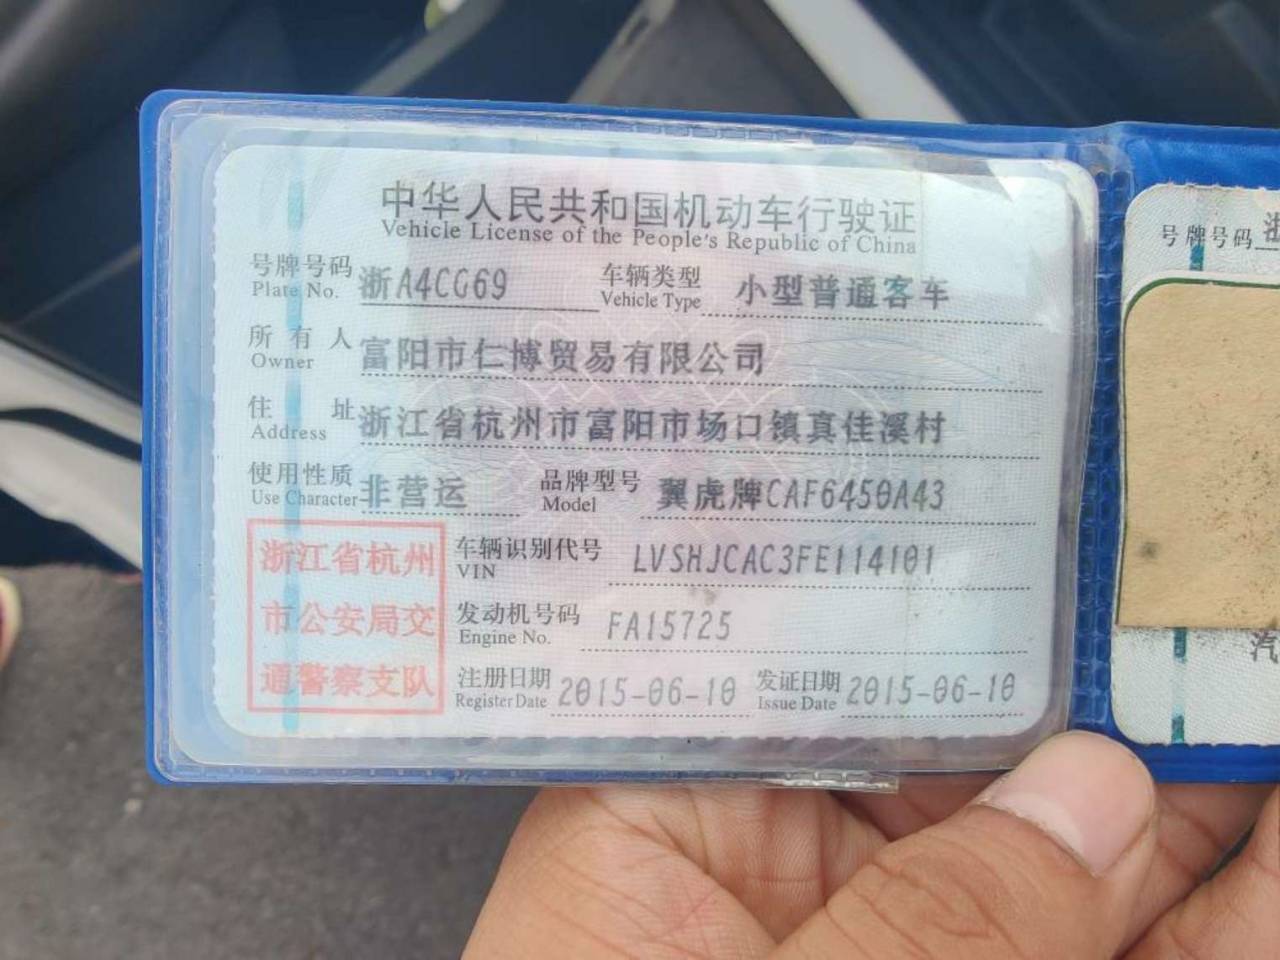 中华人民共和国机动车行驶证
Vehicle License of the People's Republic of China
号牌号码 浙A4CG69 车辆类型 小型普通客车
Plate No. Vehicle Type
所有人 富阳市仁博贸易有限公司
Owner
住址 浙江省杭州市富阳市场口镇真佳溪村
Address
使用性质 非营运 品牌型号 翼虎牌CAF6450A43
Use Character Model
浙江省杭州
市公安局交
通警察支队
车辆识别代号 LVSHJCAC3FE114101
VIN
发动机号码 FA15725
Engine No.
注册日期 2015-06-10 发证日期 2015-06-10
Register Date Issue Date
号牌号码 浙
汽